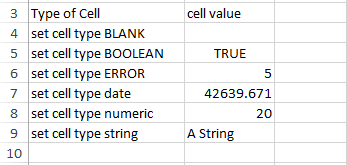 3 Type of Cell cell value
4 set cell type BLANK
5 set cell type BOOLEAN TRUE
6 set cell type ERROR 5
7 set cell type date 42639.671
8 set cell type numeric 20
9 set cell type string A String
10